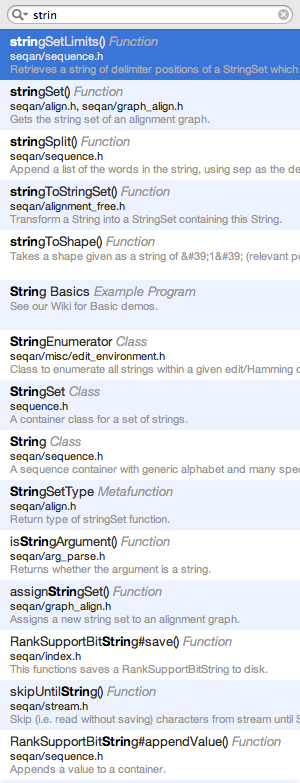 strin
stringSetLimits() Function
seqan/sequence.h
Retrieves a string of delimiter positions of a StringSet which
stringSet() Function
seqan/align.h, seqan/graph_align.h
Gets the string set of an alignment graph.
stringSplit() Function
seqan/sequence.h
Append a list of the words in the string, using sep as the de
stringToStringSet() Function
seqan/alignment_free.h
Transform a String into a StringSet containing this String.
stringToShape() Function
Takes a shape given as a string of &#39;1&#39; (relevant po
String Basics Example Program
See our Wiki for Basic demos.
StringEnumerator Class
seqan/misc/edit_environment.h
Class to enumerate all strings within a given edit/Hamming d
StringSet Class
sequence.h
A container class for a set of strings.
String Class
seqan/sequence.h
A sequence container with generic alphabet and many spec
StringSetType Metafunction
seqan/align.h
Return type of stringSet function.
isStringArgument() Function
seqan/arg_parse.h
Returns whether the argument is a string.
assignStringSet() Function
seqan/graph_align.h
Assigns a new string set to an alignment graph.
RankSupportBitString#save() Function
seqan/index.h
This functions saves a RankSupportBitString to disk.
skipUntilString() Function
seqan/stream.h
Skip (i.e. read without saving) characters from stream until S
RankSupportBitString#appendValue() Function
seqan/sequence.h
Appends a value to a container.